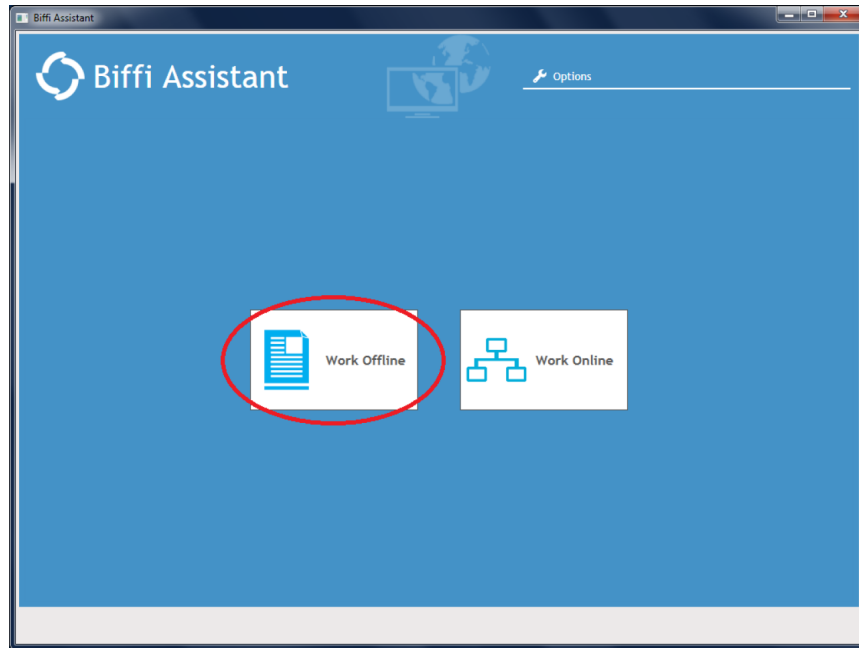 Biffi Assistant
Biffi Assistant
Options
Work Offline
Work Online